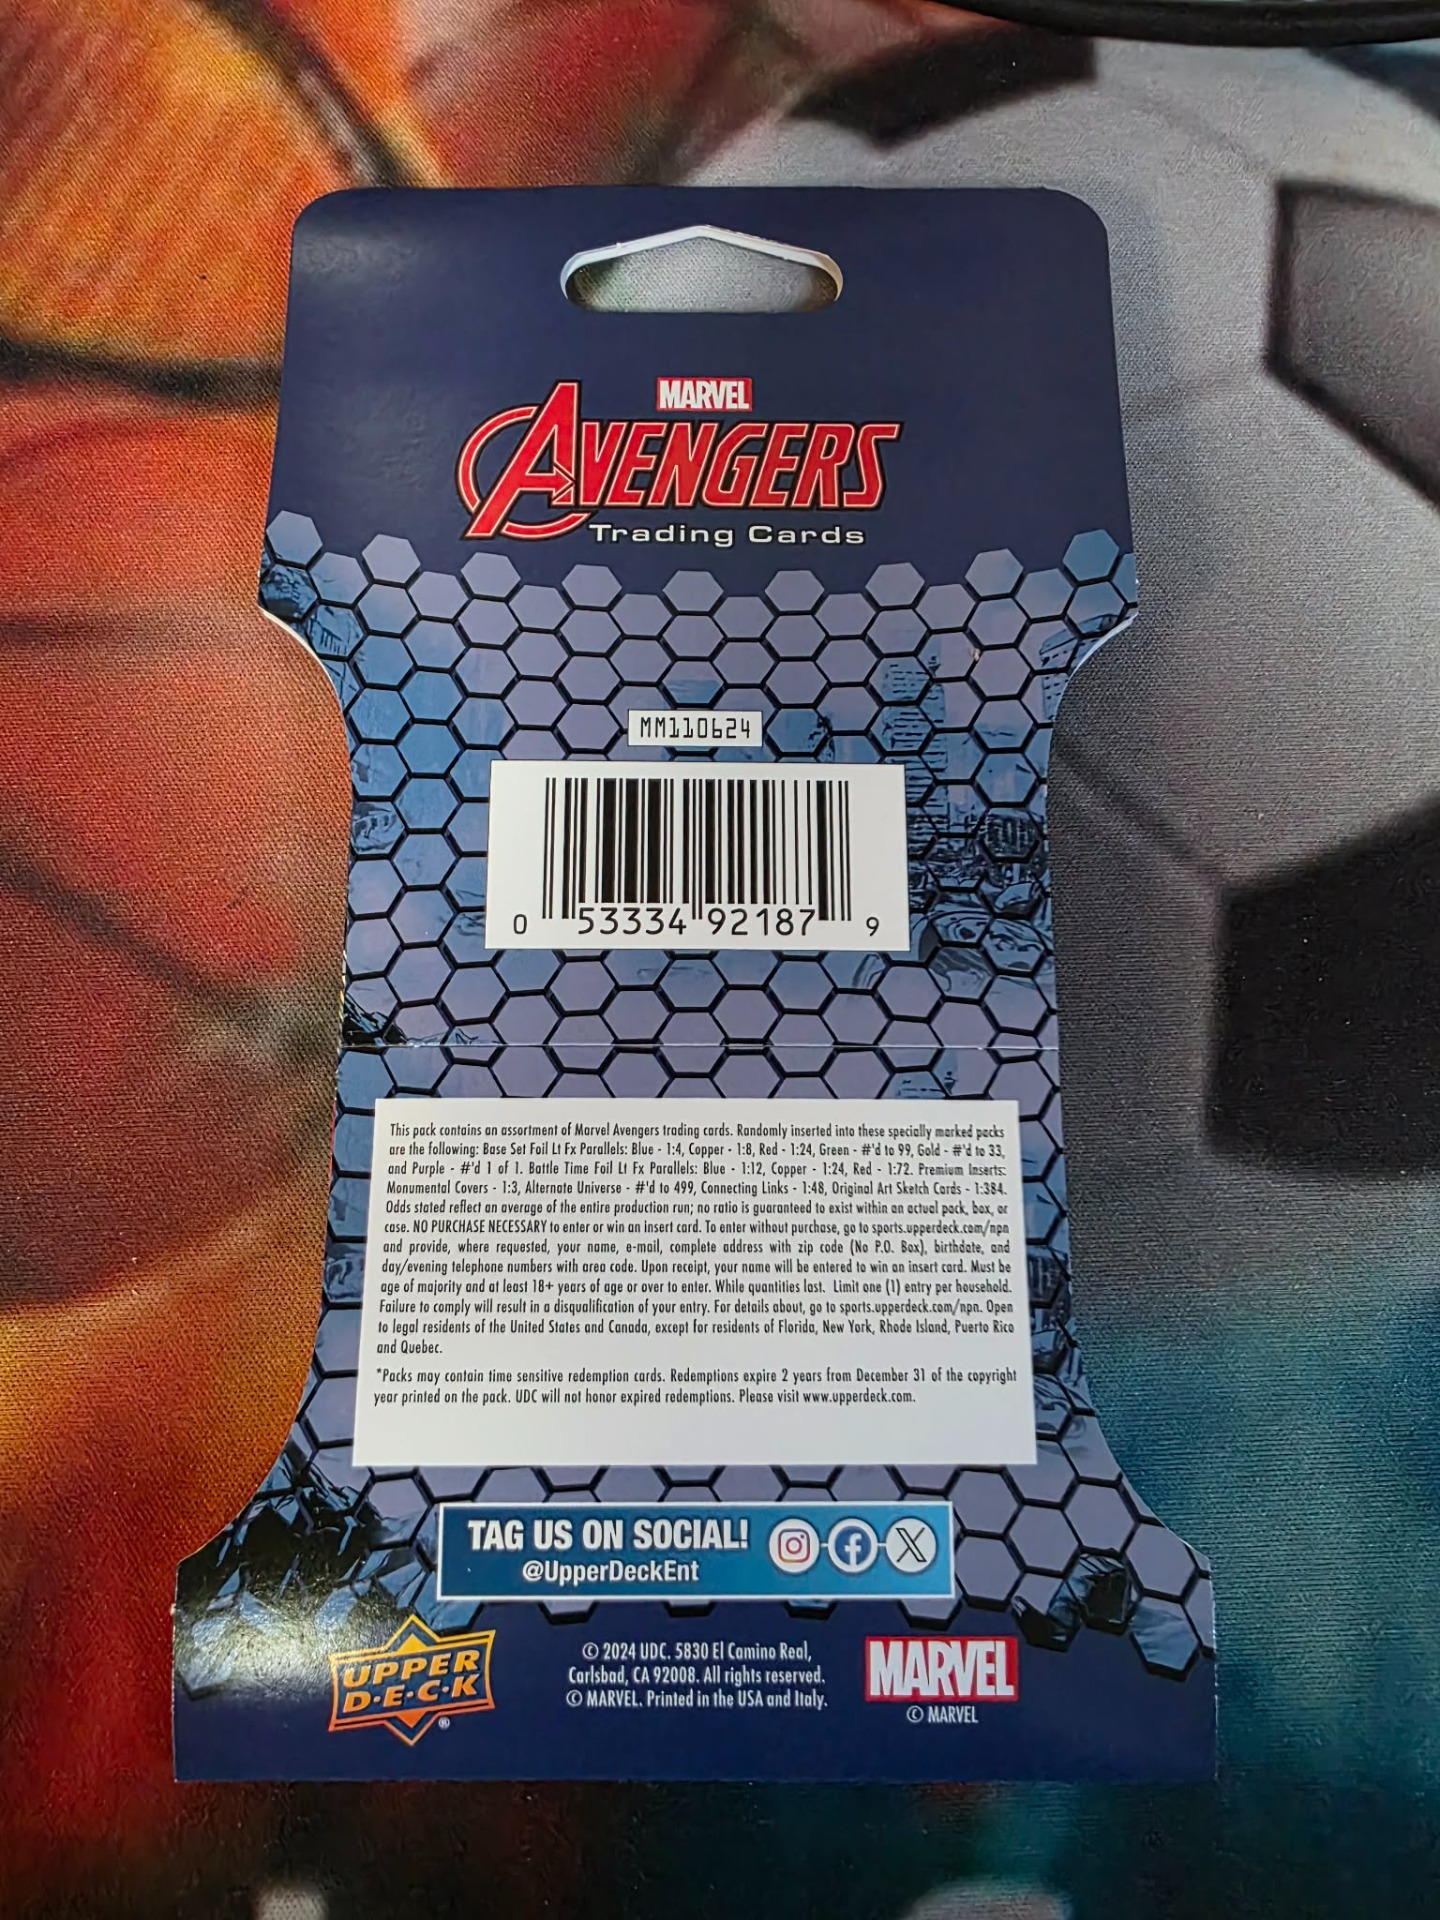 MARVEL
AVENGERS
Trading Cards
MM110624
0 53334 92187 9
This pack contains an assortment of Marvel Avengers trading cards. Randomly inserted into these specially marked packs
are the following: Base Set Foil Lt Fx Parallels: Blue - 1:4, Copper - 1:8, Red - 1:24, Green - #'d to 99, Gold - #'d to 33,
and Purple - #'d 1 of 1. Battle Time Foil Lt Fx Parallels: Blue - 1:12, Copper - 1:24, Red - 1:72. Premium Inserts:
Monumental Covers - 1:3, Alternate Universe - #'d to 499, Connecting Links - 1:48, Original Art Sketch Cards - 1:384.
Odds stated reflect an average of the entire production run; no ratio is guaranteed to exist within an actual pack, box, or
case. NO PURCHASE NECESSARY to enter or win an insert card. To enter without purchase, go to sports.upperdeck.com/npn
and provide, where requested, your name, e-mail, complete address with zip code (No P.O. Box), birthdate, and
day/evening telephone numbers with area code. Upon receipt, your name will be entered to win an insert card. Must be
age of majority and at least 18+ years of age or over to enter. While quantities last. Limit one (1) entry per household.
Failure to comply will result in a disqualification of your entry. For details about, go to sports.upperdeck.com/npn. Open
to legal residents of the United States and Canada, except for residents of Florida, New York, Rhode Island, Puerto Rico
and Quebec.
*Packs may contain time sensitive redemption cards. Redemptions expire 2 years from December 31 of the copyright
year printed on the pack. UDC will not honor expired redemptions. Please visit www.upperdeck.com.
TAG US ON SOCIAL!
@UpperDeckEnt
UPPER
D•E•C•K
®
© 2024 UDC. 5830 El Camino Real,
Carlsbad, CA 92008. All rights reserved.
© MARVEL. Printed in the USA and Italy.
MARVEL
© MARVEL